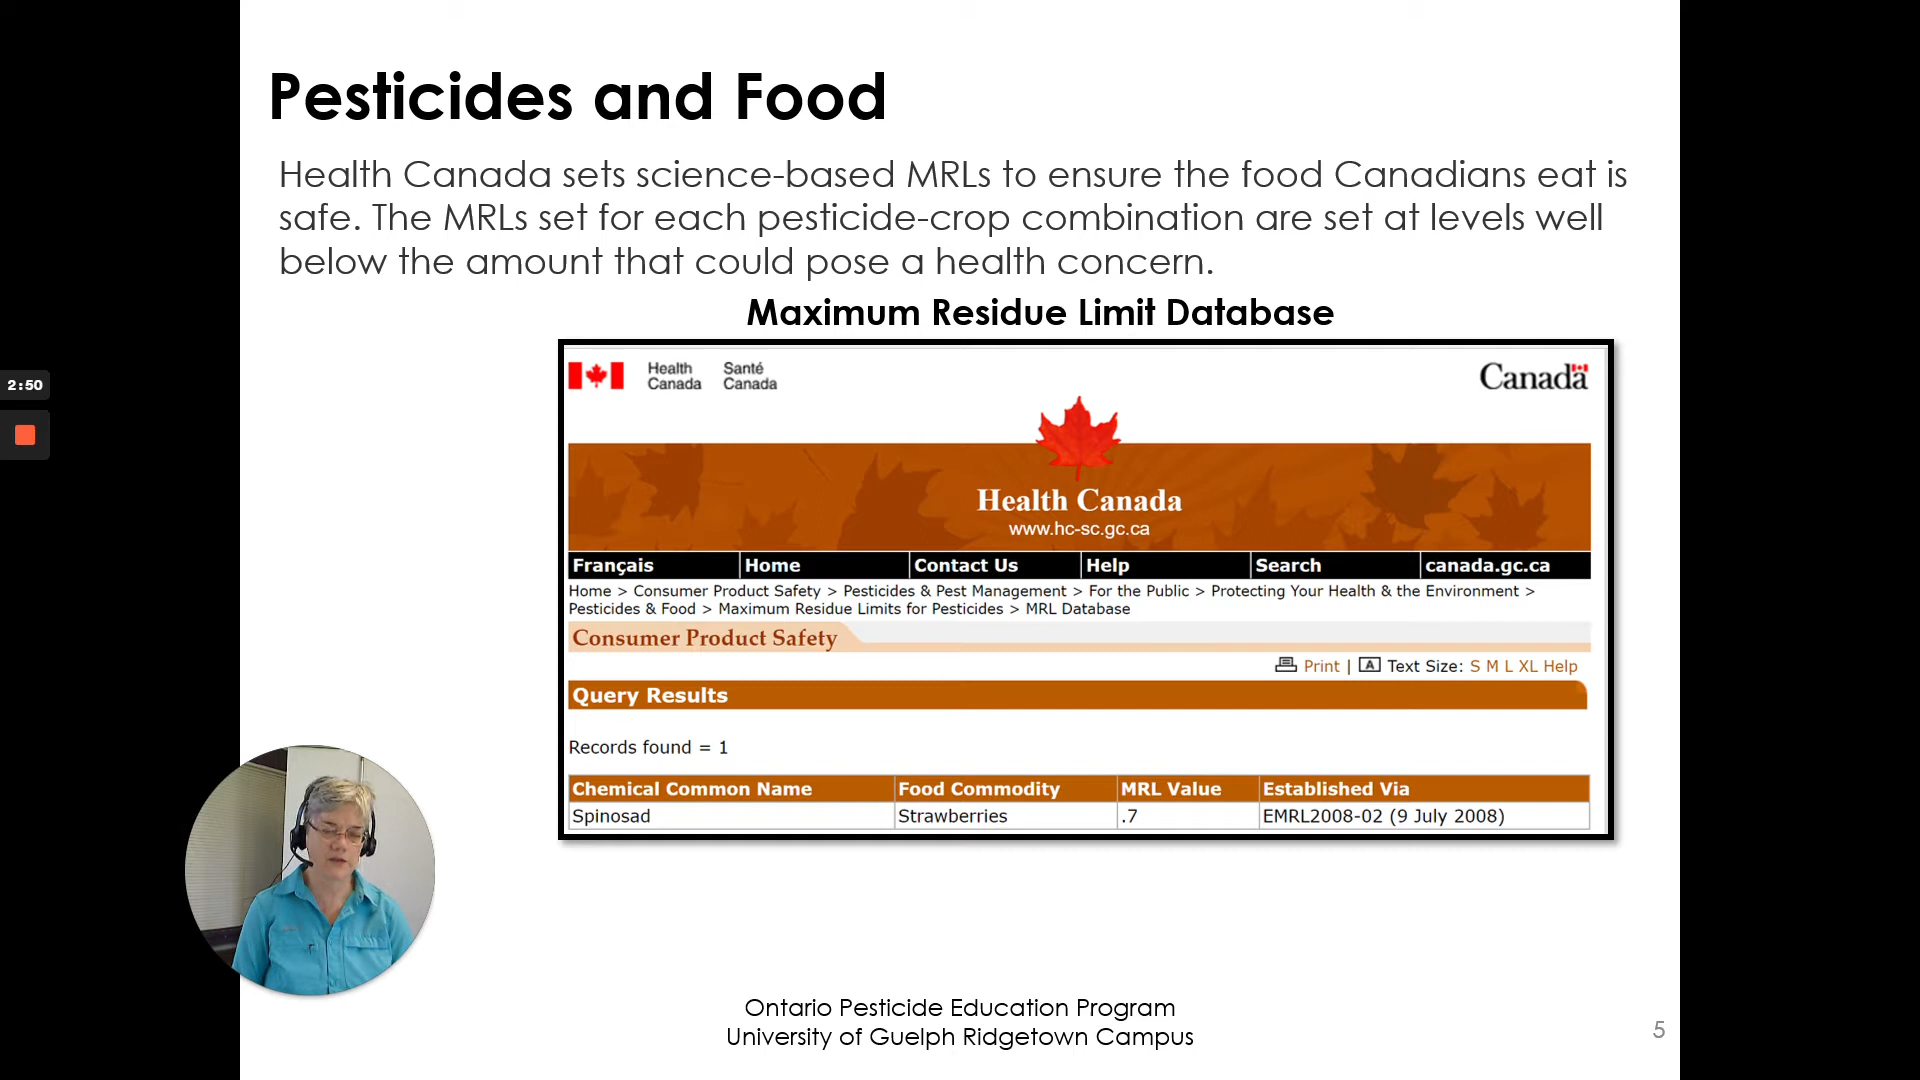 Pesticides and Food
Health Canada sets science-based MRLs to ensure the food Canadians eat is
safe. The MRLs set for each pesticide-crop combination are set at levels well
below the amount that could pose a health concern.
Maximum Residue Limit Database
2:50
Health Canada Santé Canada
Canada
Health Canada
www.hc-sc.gc.ca
Français Home Contact Us Help Search canada.gc.ca
Home > Consumer Product Safety > Pesticides & Pest Management > For the Public > Protecting Your Health & the Environment >
Pesticides & Food > Maximum Residue Limits for Pesticides > MRL Database
Consumer Product Safety
Print | A Text Size: S M L XL Help
Query Results
Records found = 1
Chemical Common Name Food Commodity MRL Value Established Via
Spinosad Strawberries .7 EMRL2008-02 (9 July 2008)
Ontario Pesticide Education Program
University of Guelph Ridgetown Campus
5